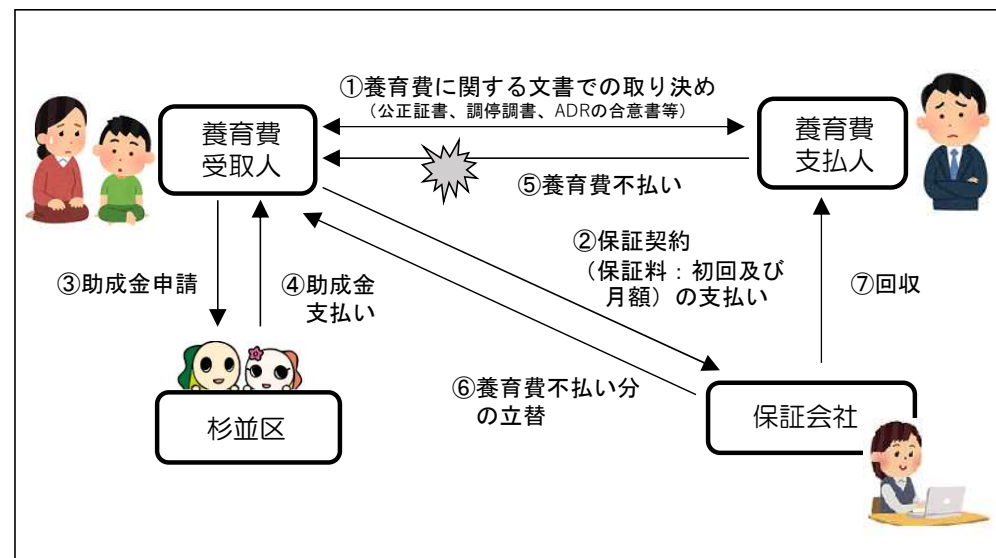 ①養育費に関する文書での取り決め
（公正証書、調停調書、ADRの合意書等）
養育費
受取人
養育費
支払人
⑤養育費不払い
②保証契約
（保証料：初回及び
月額）の支払い
③助成金申請
④助成金
支払い
⑦回収
⑥養育費不払い分
の立替
杉並区
保証会社